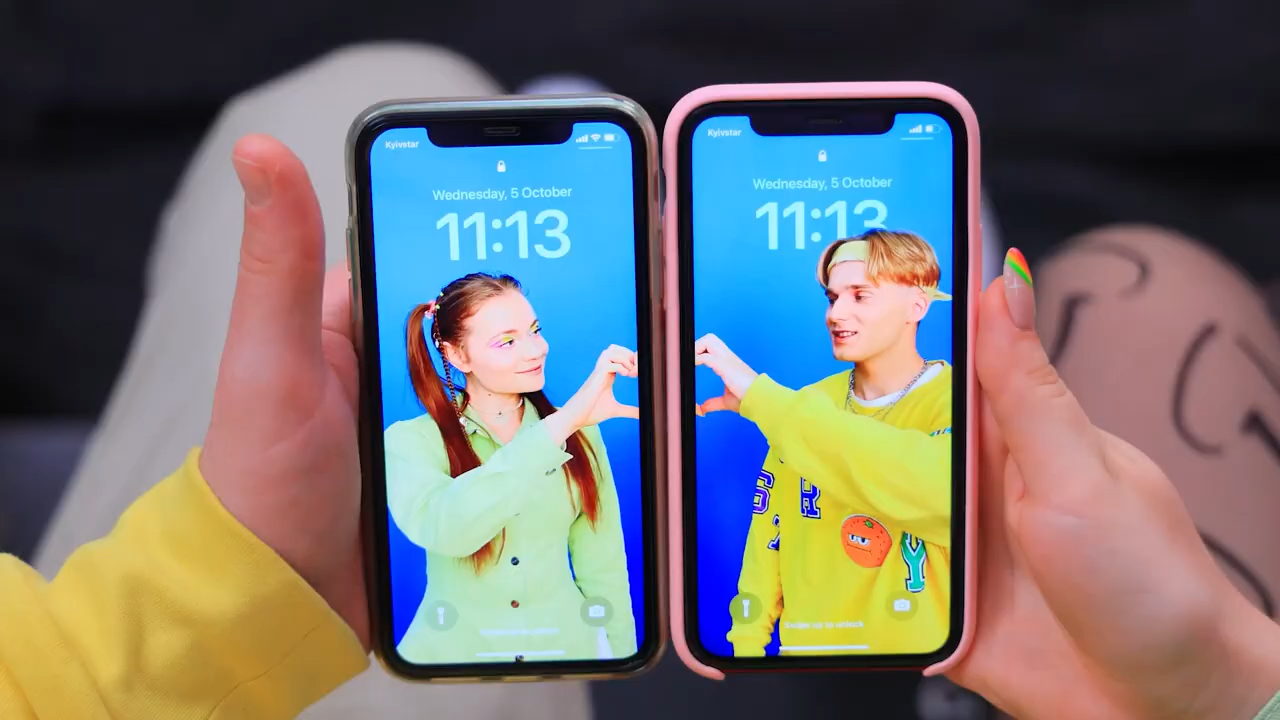 Kyivstar
Wednesday, 5 October
11:13
Kyivstar
Wednesday, 5 October
11:13
R
Y
Swipe up to unlock